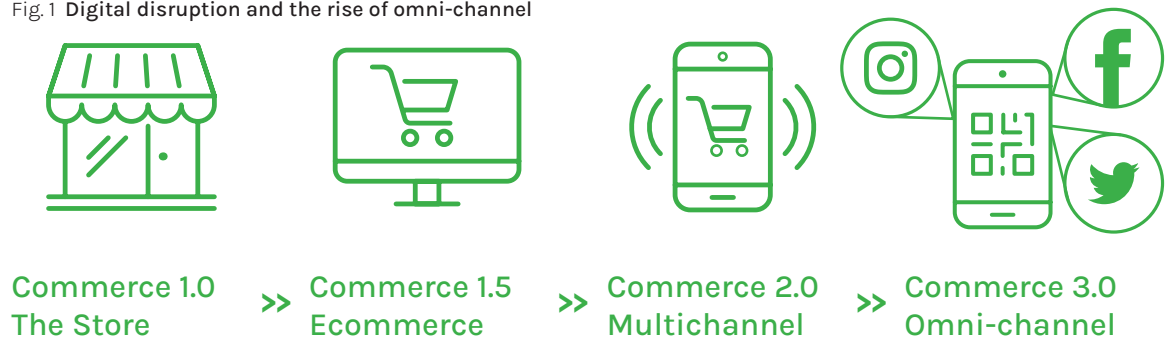 Fig. 1 Digital disruption and the rise of omni-channel
Commerce 1.0
The Store
»
Commerce 1.5
Ecommerce
»
Commerce 2.0
Multichannel
»
Commerce 3.0
Omni-channel